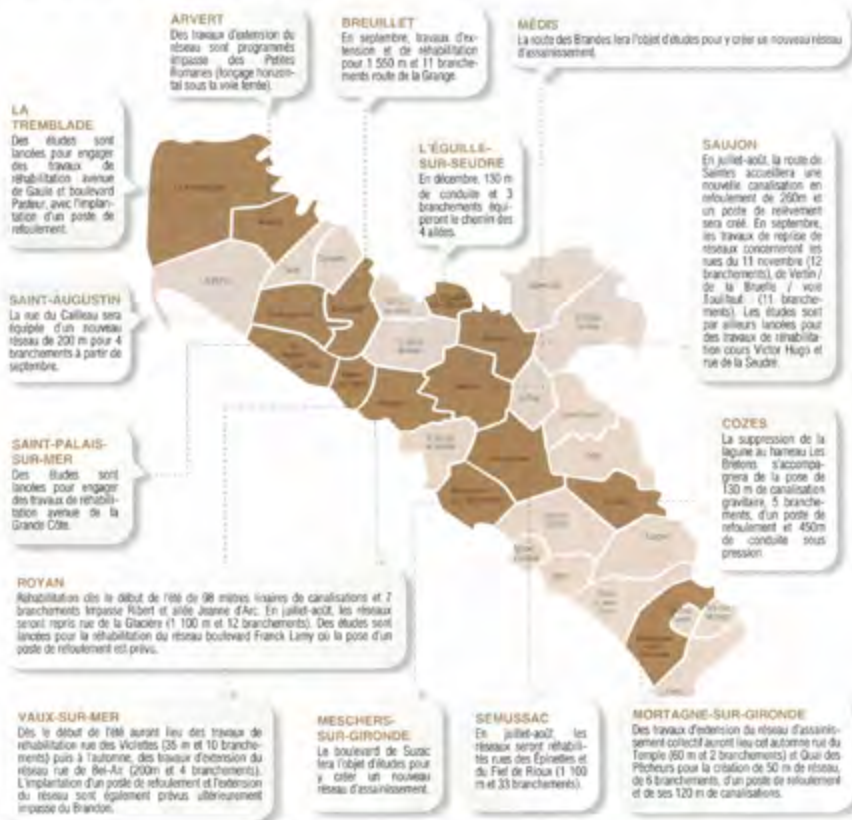 ARVERT
Des travaux d'extension du
réseau sont programmés
impasse des Petites
Romaries (fonçage horizon-
tal sous la voie ferrée).
BREUILLET
En septembre, travaux d'ex-
tension et de réhabilitation
pour 1 550 m et 11 branche-
ments route de la Grange.
MÉDIS
La route des Brandes fera l'objet d'études pour y créer un nouveau réseau
d'assainissement.
LA
TREMBLADE
Des études sont
lancées pour engager
des travaux de
réhabilitation avenue
de Gaule et boulevard
Pasteur, avec l'implan-
tation d'un poste de
refoulement.
L'ÉGUILLE-
SUR-SEUDRE
En décembre, 130 m
de conduite et 3
branchements équi-
peront le chemin des
4 allées.
SAUJON
En juillet-août, la route de
Saintes accueillera une
nouvelle canalisation en
refoulement de 260m et
un poste de relèvement
sera créé. En septembre,
les travaux de reprise de
réseaux concerneront les
rues du 11 novembre (12
branchements), de Vertin /
de la Bruelle / voie
Toulifaut (11 branche-
ments). Les études sont
par ailleurs lancées pour
des travaux de réhabilita-
tion cours Victor Hugo et
rue de la Seudre.
SAINT-AUGUSTIN
La rue du Cailleau sera
équipée d'un nouveau
réseau de 200 m pour 4
branchements à partir de
septembre.
SAINT-PALAIS-
SUR-MER
Des études sont
lancées pour engager
des travaux de réhabili-
tation avenue de la
Grande Côte.
COZES
La suppression de la
lagune au hameau Les
Bretons s'accompa-
gnera de la pose de
130 m de canalisation
gravitaire, 5 branche-
ments, d'un poste de
refoulement et 450m
de conduite sous
pression.
ROYAN
Réhabilitation dès le début de l'été de 98 mètres linaires de canalisations et 7
branchements impasse Ribert et allée Jeanne d'Arc. En juillet-août, les réseaux
seront repris rue de la Glacière (1 100 m et 12 branchements). Des études sont
lancées pour la réhabilitation du réseau boulevard Franck Lamy où la pose d'un
poste de refoulement est prévu.
VAUX-SUR-MER
Dès le début de l'été auront lieu des travaux de
réhabilitation rue des Violettes (35 m et 10 branche-
ments) puis à l'automne, des travaux d'extension du
réseau rue de Bel-Air (200m et 4 branchements).
L'implantation d'un poste de refoulement et l'extension
du réseau sont également prévus ultérieurement
impasse du Brandon.
MESCHERS-
SUR-GIRONDE
Le boulevard de Suzac
fera l'objet d'études pour
y créer un nouveau
réseau d'assainissement.
SEMUSSAC
En juillet-août, les
réseaux seront réhabili-
tés rues des Épinettes et
du Fief de Rioux (1 100
m et 33 branchements).
MORTAGNE-SUR-GIRONDE
Des travaux d'extension du réseau d'assainis-
sement collectif auront lieu cet automne rue du
Temple (60 m et 2 branchements) et Quai des
Pêcheurs pour la création de 50 m de réseau,
de 6 branchements, d'un poste de refoulement
et de ses 120 m de canalisations.